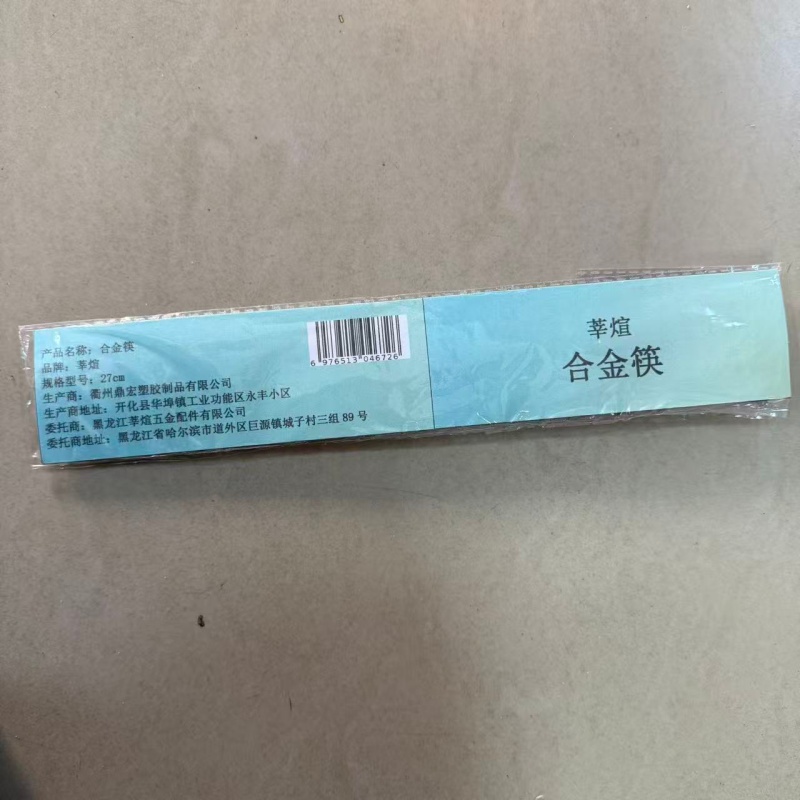 产品名称：合金筷
品牌：莘煊
规格型号：27cm
生产商：衢州鼎宏塑胶制品有限公司
生产商地址：开化县华埠镇工业功能区永丰小区
委托商：黑龙江莘煊五金配件有限公司
委托商地址：黑龙江省哈尔滨市道外区巨源镇城子村三组 89 号
6 976513 046726
莘煊
合金筷